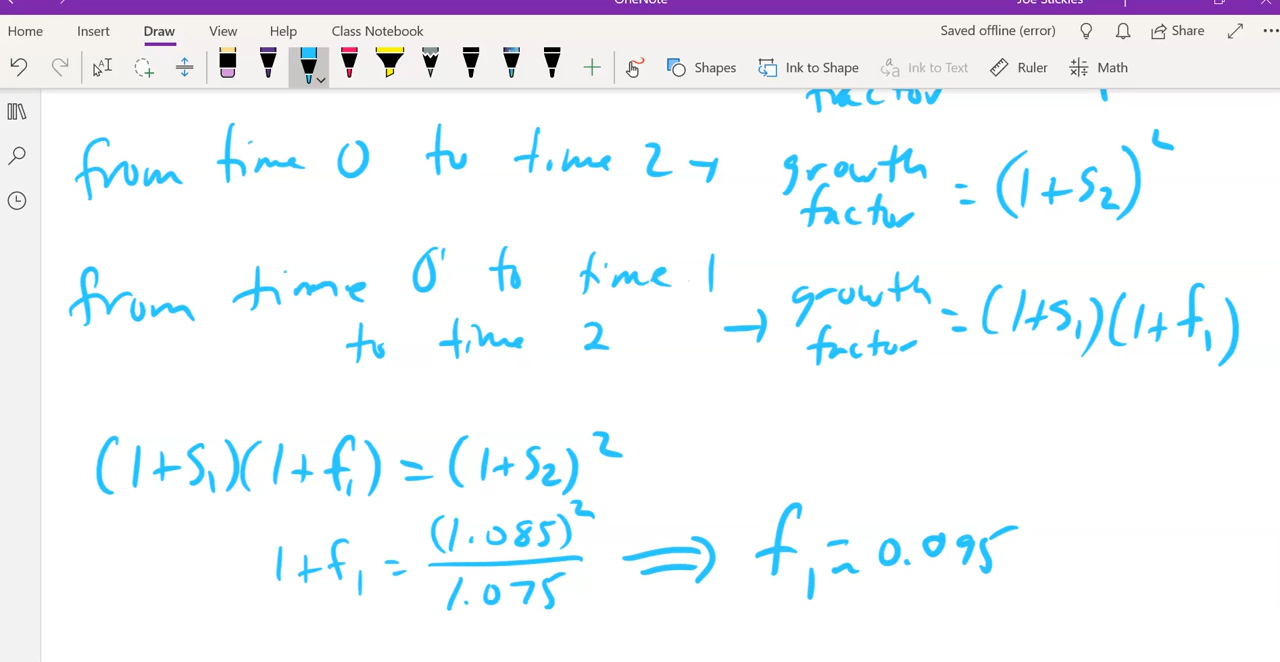 OneNote
Joe Stickles
Home Insert Draw View Help Class Notebook Saved offline (error) Share
Shapes Ink to Shape Ink to Text Ruler Math
factor
from time 0 to time 2 → growth factor = (1+S₂)²
from time 0 to time 1
to time 2 → growth factor = (1+S₁)(1+f₁)
(1+S₁)(1+f₁) = (1+S₂)²
1+f₁ = (1.085)² / 1.075 ⟹ f₁ ≈ 0.095